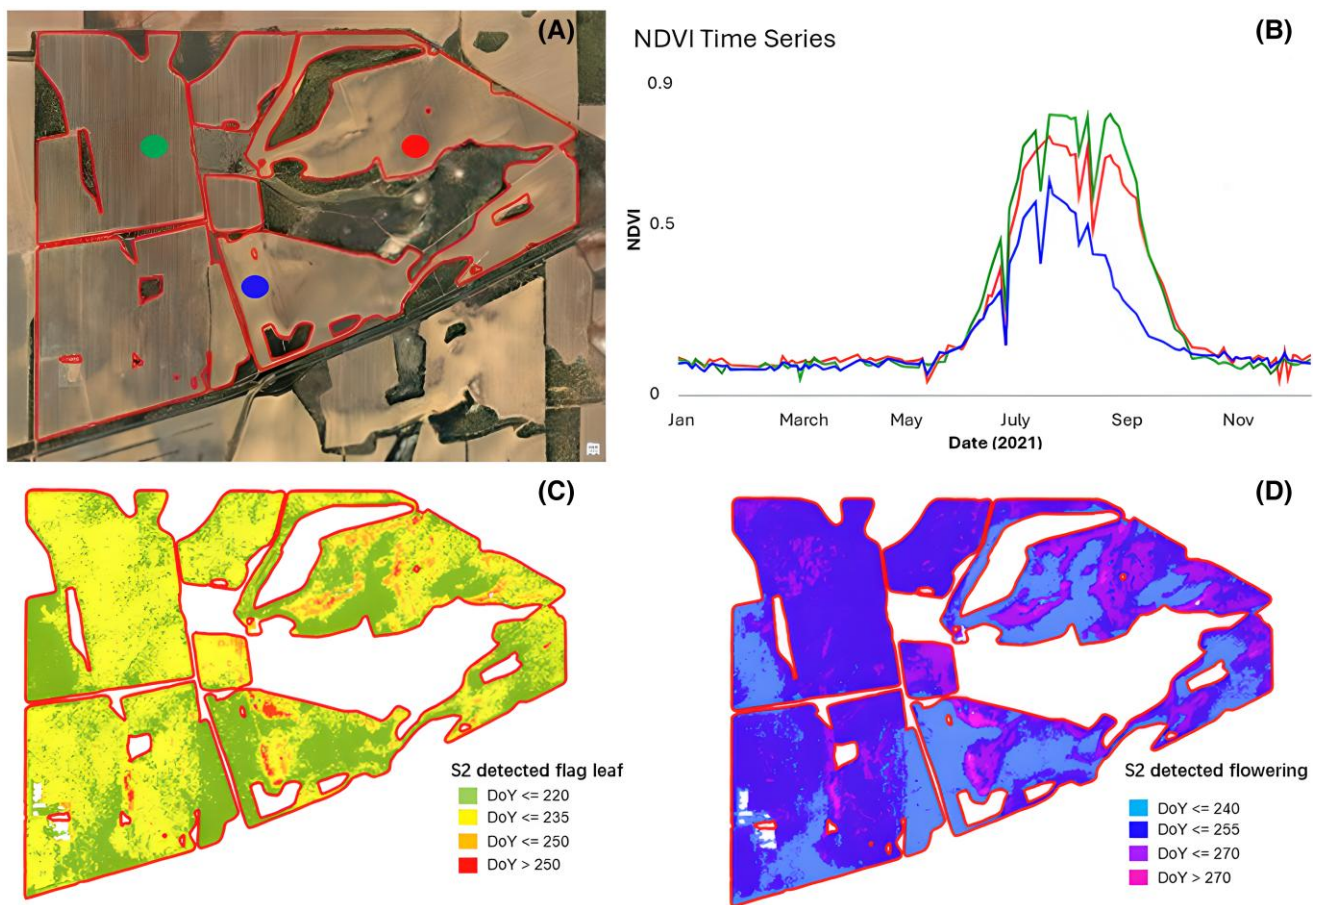 (A)
NDVI Time Series
(B)
0.9
0.5
NDVI
0
Jan March May July Sep Nov
Date (2021)
(C)
S2 detected flag leaf
DoY <= 220
DoY <= 235
DoY <= 250
DoY > 250
(D)
S2 detected flowering
DoY <= 240
DoY <= 255
DoY <= 270
DoY > 270